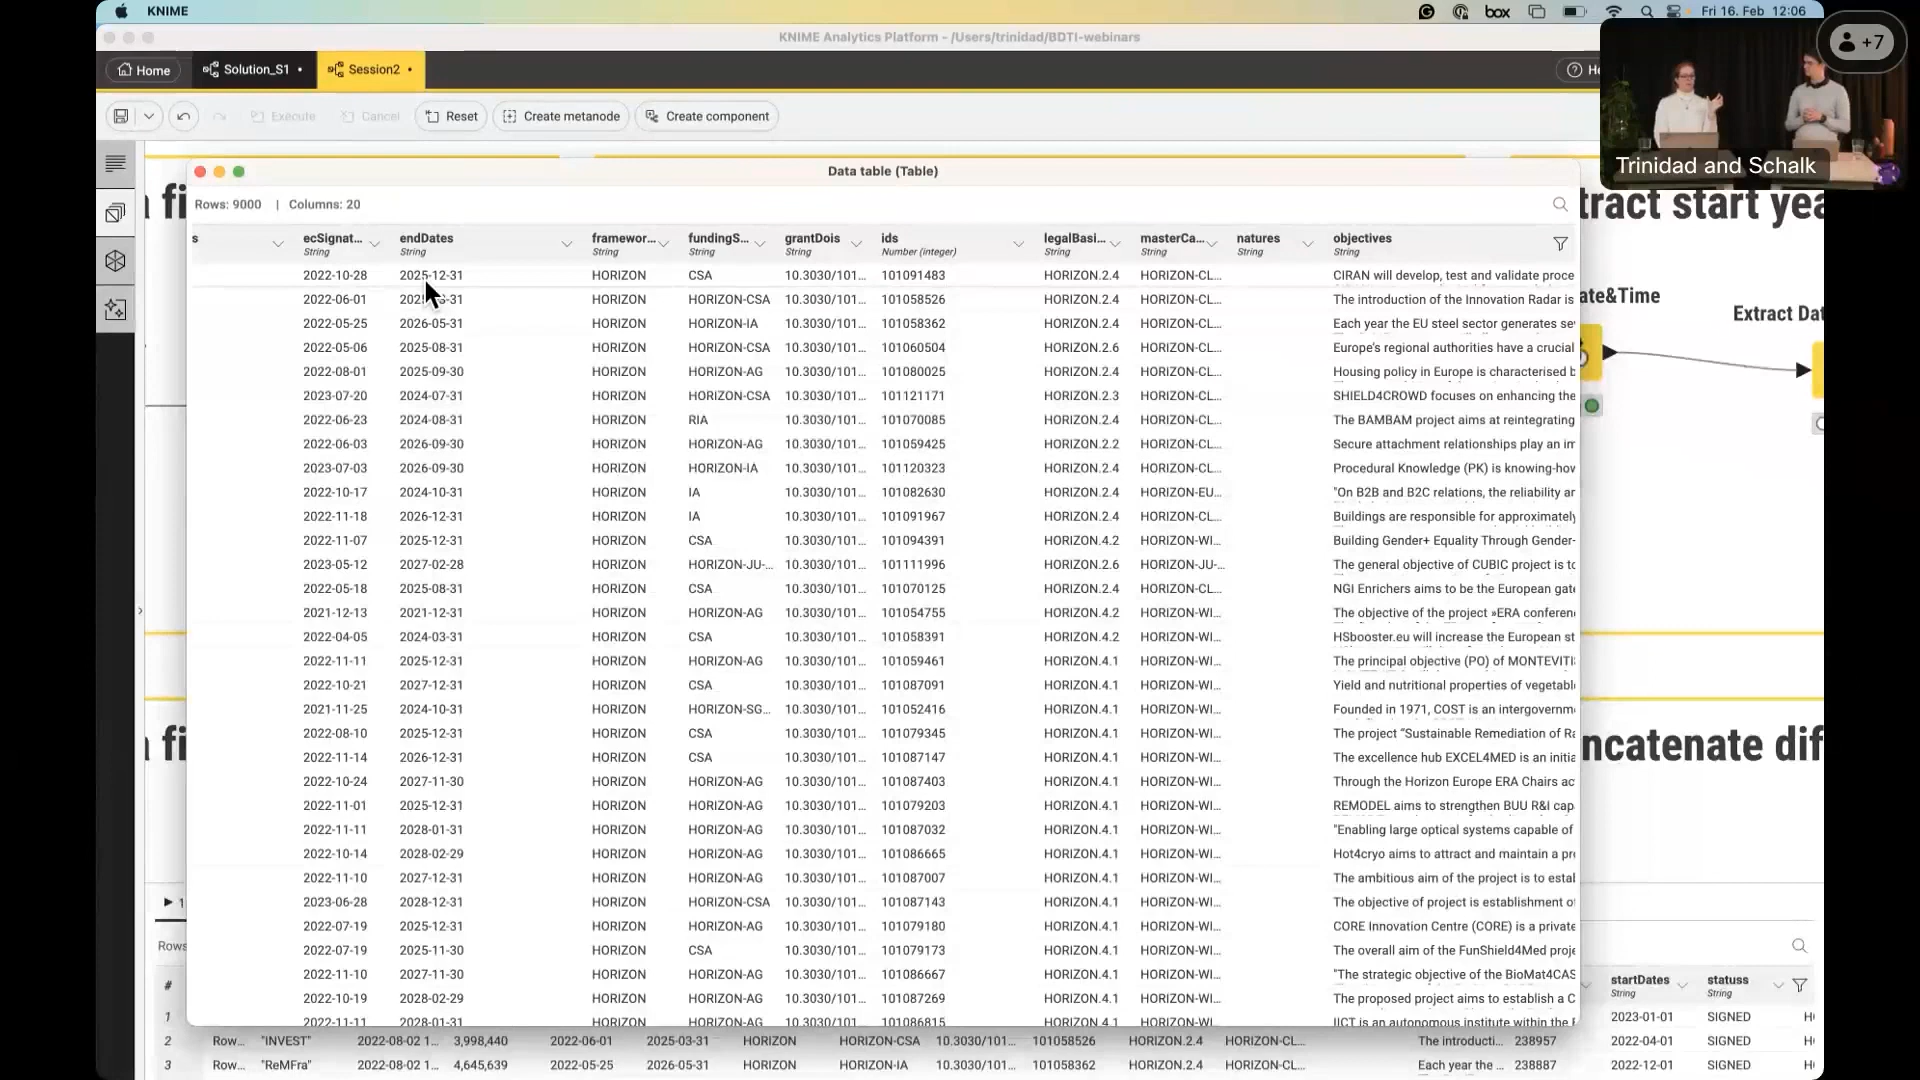 KNIME box Fri 16. Feb 12:06
KNIME Analytics Platform - /Users/trinidad/BDTI-webinars
Home Solution_S1 • Session2 • He
+7
Execute Cancel Reset Create metanode Create component
Trinidad and Schalk
Data table (Table)
Rows: 9000 | Columns: 20
tract start yea
s ecSignat... endDates framewor... fundingS... grantDois ids legalBasi... masterCa... natures objectives
String String String String String Number (integer) String String String String
2022-10-28 2025-12-31 HORIZON CSA 10.3030/101... 101091483 HORIZON.2.4 HORIZON-CL... CIRAN will develop, test and validate proce
2022-06-01 HORIZON HORIZON-CSA 10.3030/101... 101058526 HORIZON.2.4 HORIZON-CL... The introduction of the Innovation Radar is
2022-05-25 2026-05-31 HORIZON HORIZON-IA 10.3030/101... 101058362 HORIZON.2.4 HORIZON-CL... Each year the EU steel sector generates se
2022-05-06 2025-08-31 HORIZON HORIZON-CSA 10.3030/101... 101060504 HORIZON.2.6 HORIZON-CL... Europe's regional authorities have a crucial
2022-08-01 2025-09-30 HORIZON HORIZON-AG 10.3030/101... 101080025 HORIZON-CL... Housing policy in Europe is characterised b
2023-07-20 2024-07-31 HORIZON HORIZON-CSA 10.3030/101... 101121171 HORIZON.2.3 HORIZON-CL... SHIELD4CROWD focuses on enhancing the
2022-06-23 2024-08-31 HORIZON RIA 10.3030/101... 101070085 HORIZON.2.4 HORIZON-CL... The BAMBAM project aims at reintegrating
2022-06-03 2026-09-30 HORIZON HORIZON-AG 10.3030/101... 101059425 HORIZON.2.2 HORIZON-CL... Secure attachment relationships play an im
2023-07-03 2026-09-30 HORIZON HORIZON-IA 10.3030/101... 101120323 HORIZON.2.4 HORIZON-CL... Procedural Knowledge (PK) is knowing-how
2022-10-17 2024-10-31 HORIZON IA 10.3030/101... 101082630 HORIZON.2.4 HORIZON-EU... "On B2B and B2C relations, the reliability ar
2022-11-18 2026-12-31 HORIZON IA 10.3030/101... 101091967 HORIZON.2.4 HORIZON-CL... Buildings are responsible for approximately
2022-11-07 2025-12-31 HORIZON CSA 10.3030/101... 101094391 HORIZON.4.2 HORIZON-WI... Building Gender+ Equality Through Gender-
2023-05-12 2027-02-28 HORIZON HORIZON-JU-... 10.3030/101... 101111996 HORIZON.2.6 HORIZON-JU-... The general objective of CUBIC project is to
2022-05-18 2025-08-31 HORIZON CSA 10.3030/101... 101070125 HORIZON.2.4 HORIZON-CL... NGI Enrichers aims to be the European gate
2021-12-13 2021-12-31 HORIZON HORIZON-AG 10.3030/101... 101054755 HORIZON.4.2 HORIZON-WI... The objective of the project »ERA conferen
2022-04-05 2024-03-31 HORIZON CSA 10.3030/101... 101058391 HORIZON.4.2 HORIZON-WI... HSbooster.eu will increase the European st
2022-11-11 2025-12-31 HORIZON HORIZON-AG 10.3030/101... 101059461 HORIZON.4.1 HORIZON-WI... The principal objective (PO) of MONTEVITI
2022-10-21 2027-12-31 HORIZON CSA 10.3030/101... 101087091 HORIZON.4.1 HORIZON-WI... Yield and nutritional properties of vegetabl
2021-11-25 2024-10-31 HORIZON HORIZON-SG... 10.3030/101... 101052416 HORIZON.4.1 HORIZON-WI... Founded in 1971, COST is an intergovernm
2022-08-10 2025-12-31 HORIZON CSA 10.3030/101... 101079345 HORIZON.4.1 HORIZON-WI... The project "Sustainable Remediation of Ra
2022-11-14 2026-12-31 HORIZON CSA 10.3030/101... 101087147 HORIZON.4.1 HORIZON-WI... The excellence hub EXCEL4MED is an initia
2022-10-24 2027-11-30 HORIZON HORIZON-AG 10.3030/101... 101087403 HORIZON.4.1 HORIZON-WI... Through the Horizon Europe ERA Chairs ac
2022-11-01 2025-12-31 HORIZON HORIZON-AG 10.3030/101... 101079203 HORIZON.4.1 HORIZON-WI... REMODEL aims to strengthen BUU R&I cap
2022-11-11 2028-01-31 HORIZON HORIZON-AG 10.3030/101... 101087032 HORIZON.4.1 HORIZON-WI... "Enabling large optical systems capable of
2022-10-14 2028-02-29 HORIZON HORIZON-AG 10.3030/101... 101086665 HORIZON.4.1 HORIZON-WI... Hot4cryo aims to attract and maintain a pr
2022-11-10 2027-12-31 HORIZON HORIZON-AG 10.3030/101... 101087007 HORIZON.4.1 HORIZON-WI... The ambitious aim of the project is to estal
2023-06-28 2028-12-31 HORIZON HORIZON-CSA 10.3030/101... 101087143 HORIZON.4.1 HORIZON-WI... The objective of project is establishment of
2022-07-19 2025-12-31 HORIZON HORIZON-AG 10.3030/101... 101079180 HORIZON.4.1 HORIZON-WI... CORE Innovation Centre (CORE) is a private
2022-07-19 2025-11-30 HORIZON CSA 10.3030/101... 101079173 HORIZON.4.1 HORIZON-WI... The overall aim of the FunShield4Med proje
2022-11-10 2027-11-30 HORIZON HORIZON-AG 10.3030/101... 101086667 HORIZON.4.1 HORIZON-WI... "The strategic objective of the BioMat4CAS
2022-10-19 2028-02-29 HORIZON HORIZON-AG 10.3030/101... 101087269 HORIZON.4.1 HORIZON-WI... The proposed project aims to establish a C
2022-11-11 2028-01-31 HORIZON HORIZON-AG 10.3030/101... 101086815 HORIZON.4.1 HORIZON-WI... IICT is an autonomous institute within the
ate&Time
Extract Dat
ncatenate dif
1
Rows
# startDates statuss
String String
1 2023-01-01 SIGNED
2 Row... "INVEST" 2022-08-02 1... 3,998,440 2022-06-01 2025-03-31 HORIZON HORIZON-CSA 10.3030/101... 101058526 HORIZON.2.4 HORIZON-CL... The introducti... 238957 2022-04-01 SIGNED
3 Row... "ReMFra" 2022-08-02 1... 4,645,639 2022-05-25 2026-05-31 HORIZON HORIZON-IA 10.3030/101... 101058362 HORIZON.2.4 HORIZON-CL... Each year the ... 238887 2022-12-01 SIGNED